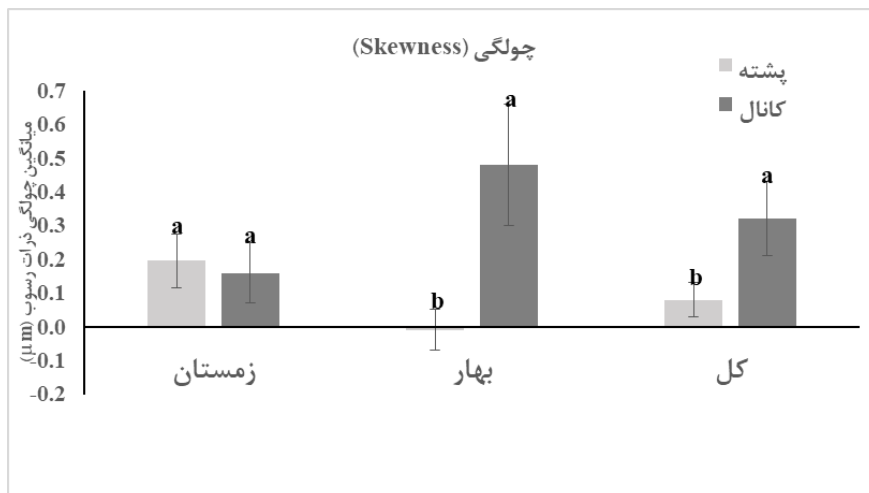 چولگی (Skewness)
پشته
کانال
میانگین چولگی ذرات رسوب (µm)
0.7
0.6
0.5
0.4
0.3
0.2
0.1
0.0
-0.1
-0.2
a
a
b
a
b
a
زمستان
بهار
کل